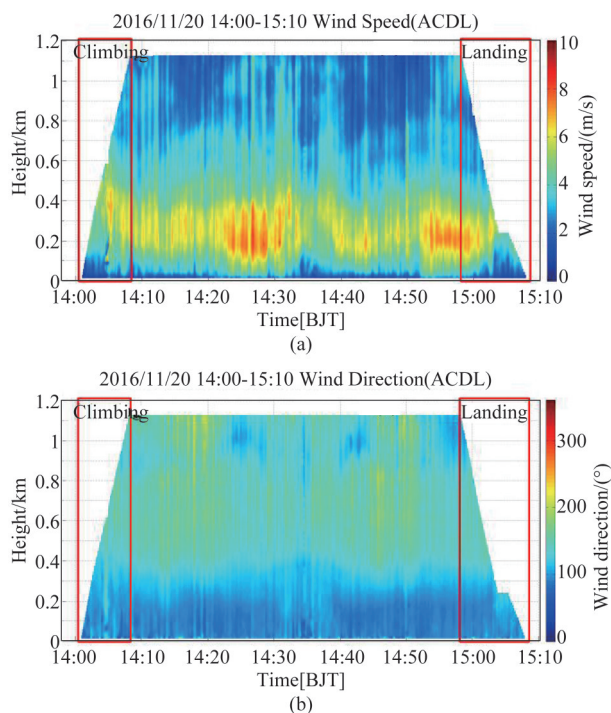 2016/11/20 14:00-15:10 Wind Speed(ACDL)
1.2
1
0.8
0.6
0.4
0.2
0
Height/km
Climbing
Landing
14:00 14:10 14:20 14:30 14:40 14:50 15:00 15:10
Time[BJT]
10
8
6
4
2
0
Wind speed/(m/s)
(a)
2016/11/20 14:00-15:10 Wind Direction(ACDL)
1.2
1
0.8
0.6
0.4
0.2
0
Height/km
Climbing
Landing
14:00 14:10 14:20 14:30 14:40 14:50 15:00 15:10
Time[BJT]
300
200
100
0
Wind direction/(°)
(b)